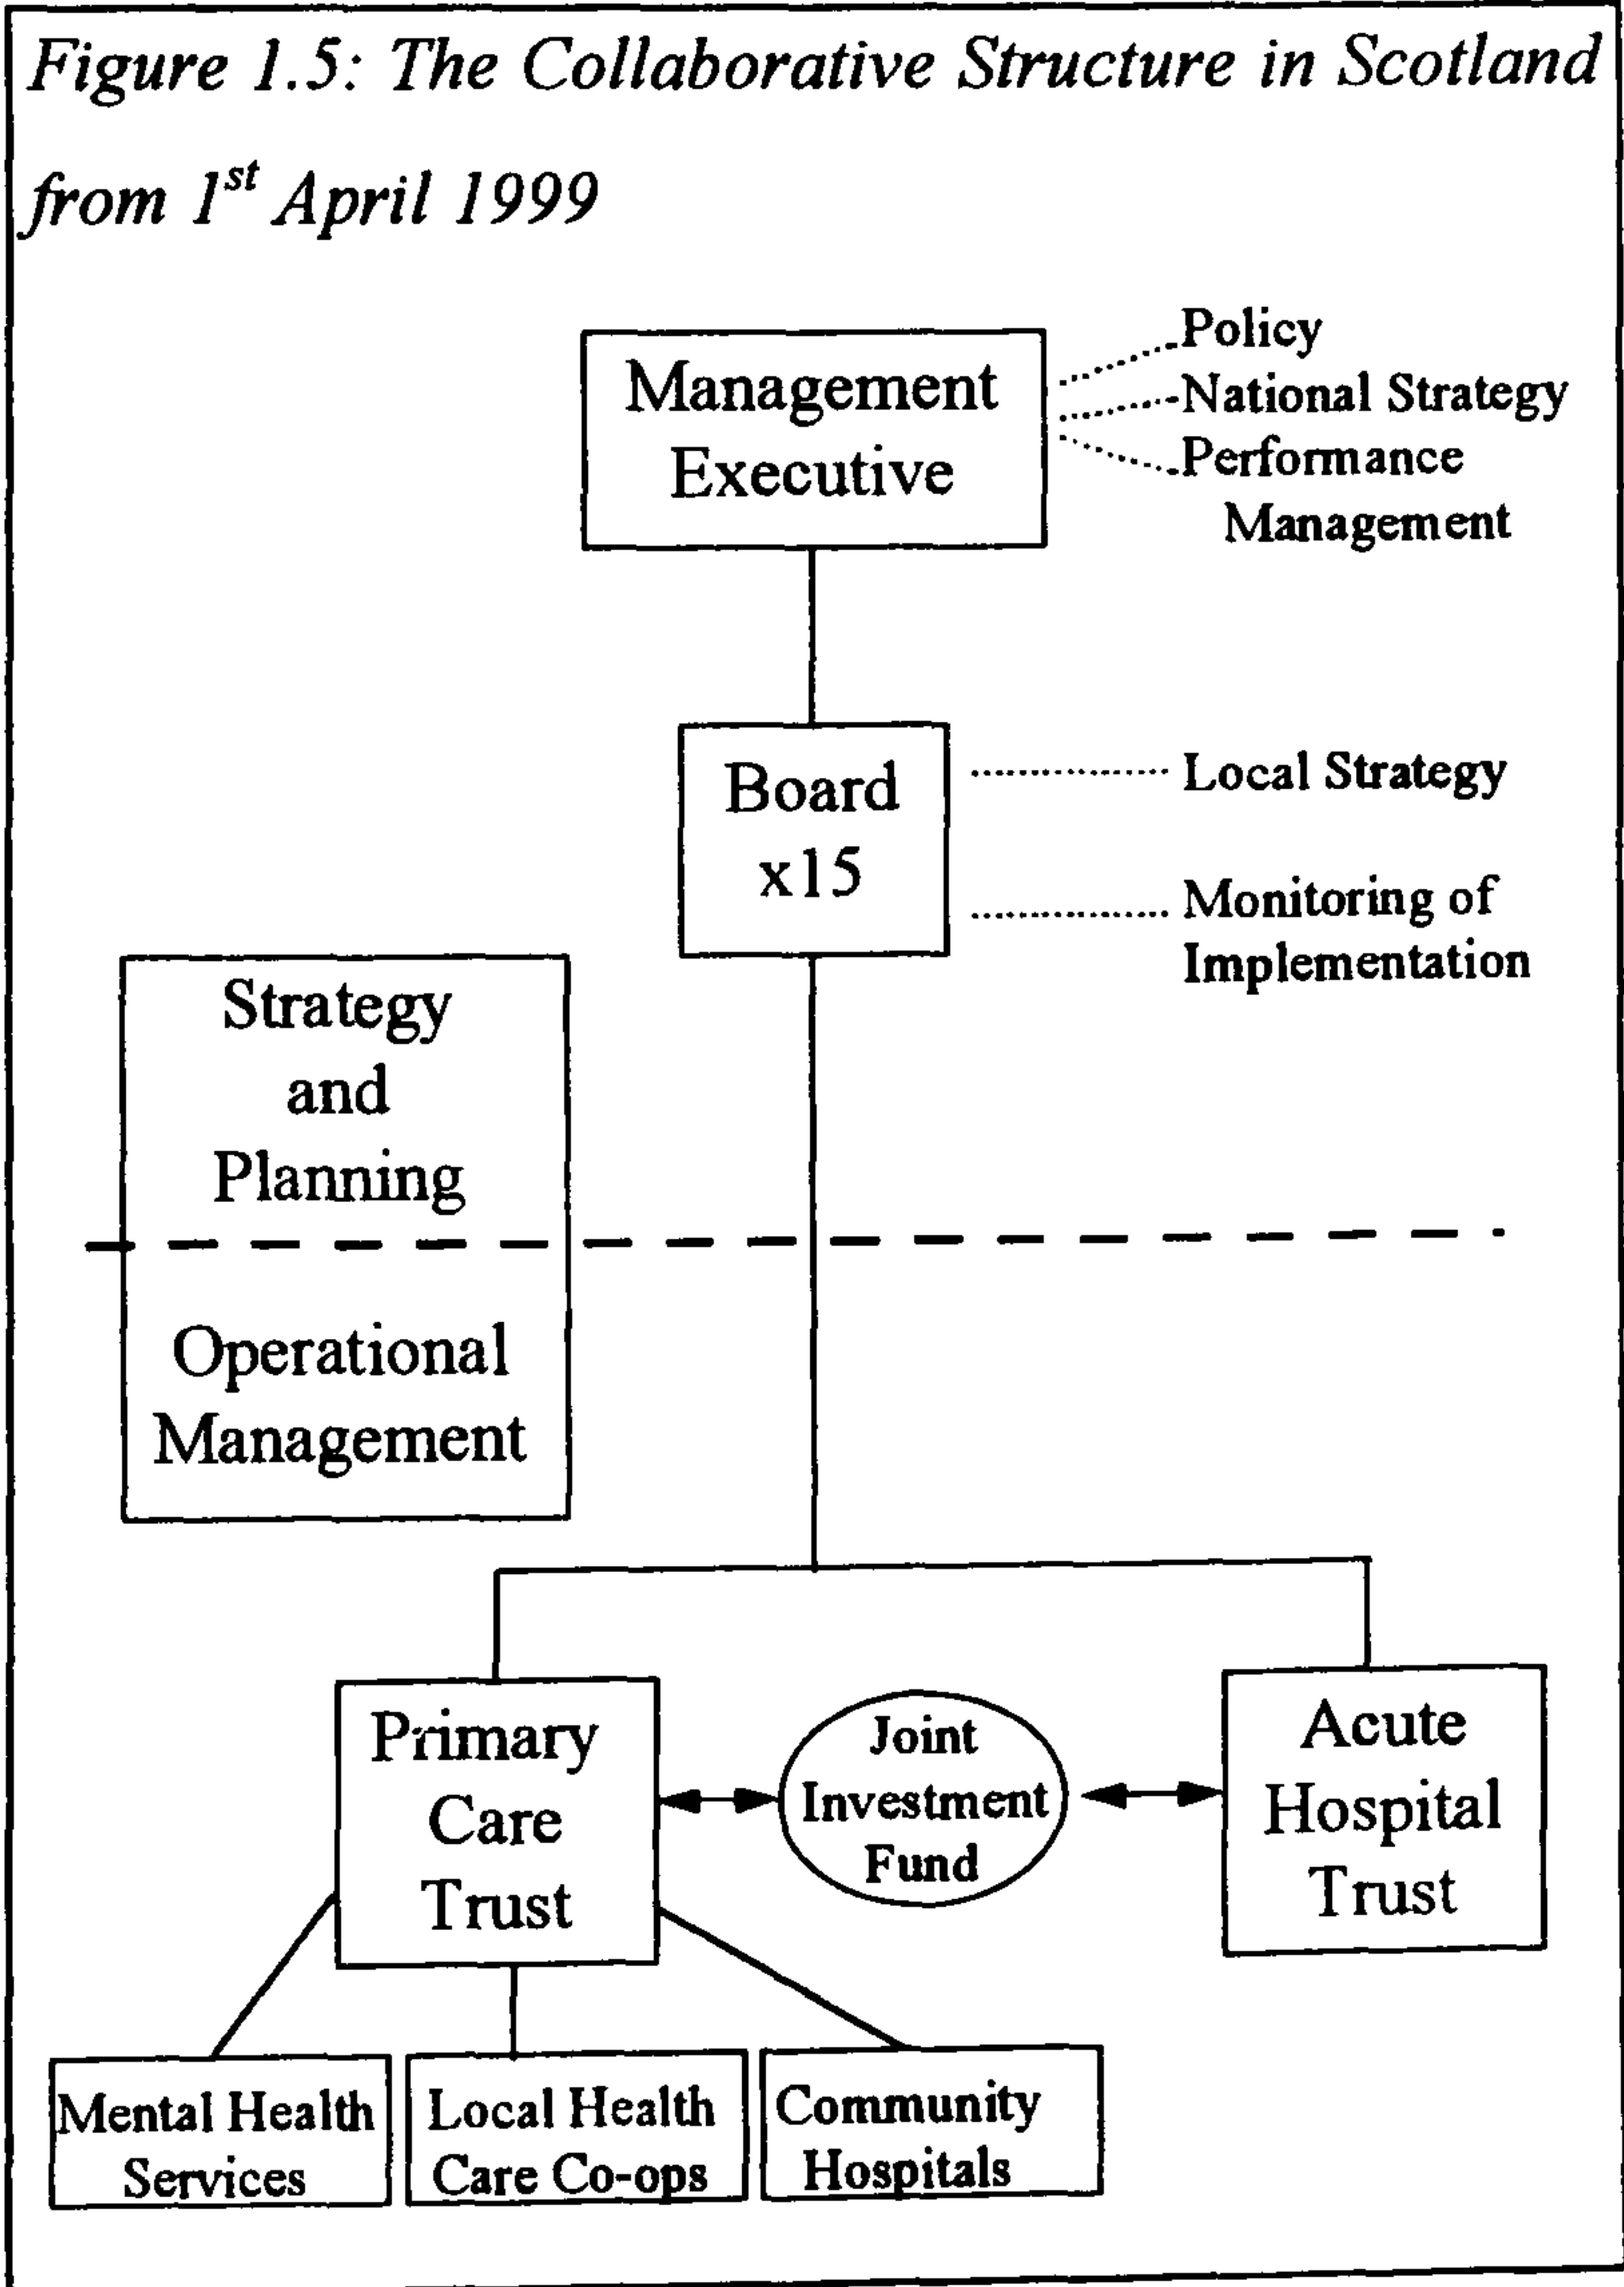 Figure 1.5: The Collaborative Structure in Scotland
from 1st April 1999
Management
Executive
Policy
National Strategy
Performance
Management
Board
x15
Local Strategy
Monitoring of
Implementation
Strategy
and
Planning
Operational
Management
Primary
Care
Trust
Joint
Investment
Fund
Acute
Hospital
Trust
Mental Health
Services
Local Health
Care Co-ops
Community
Hospitals